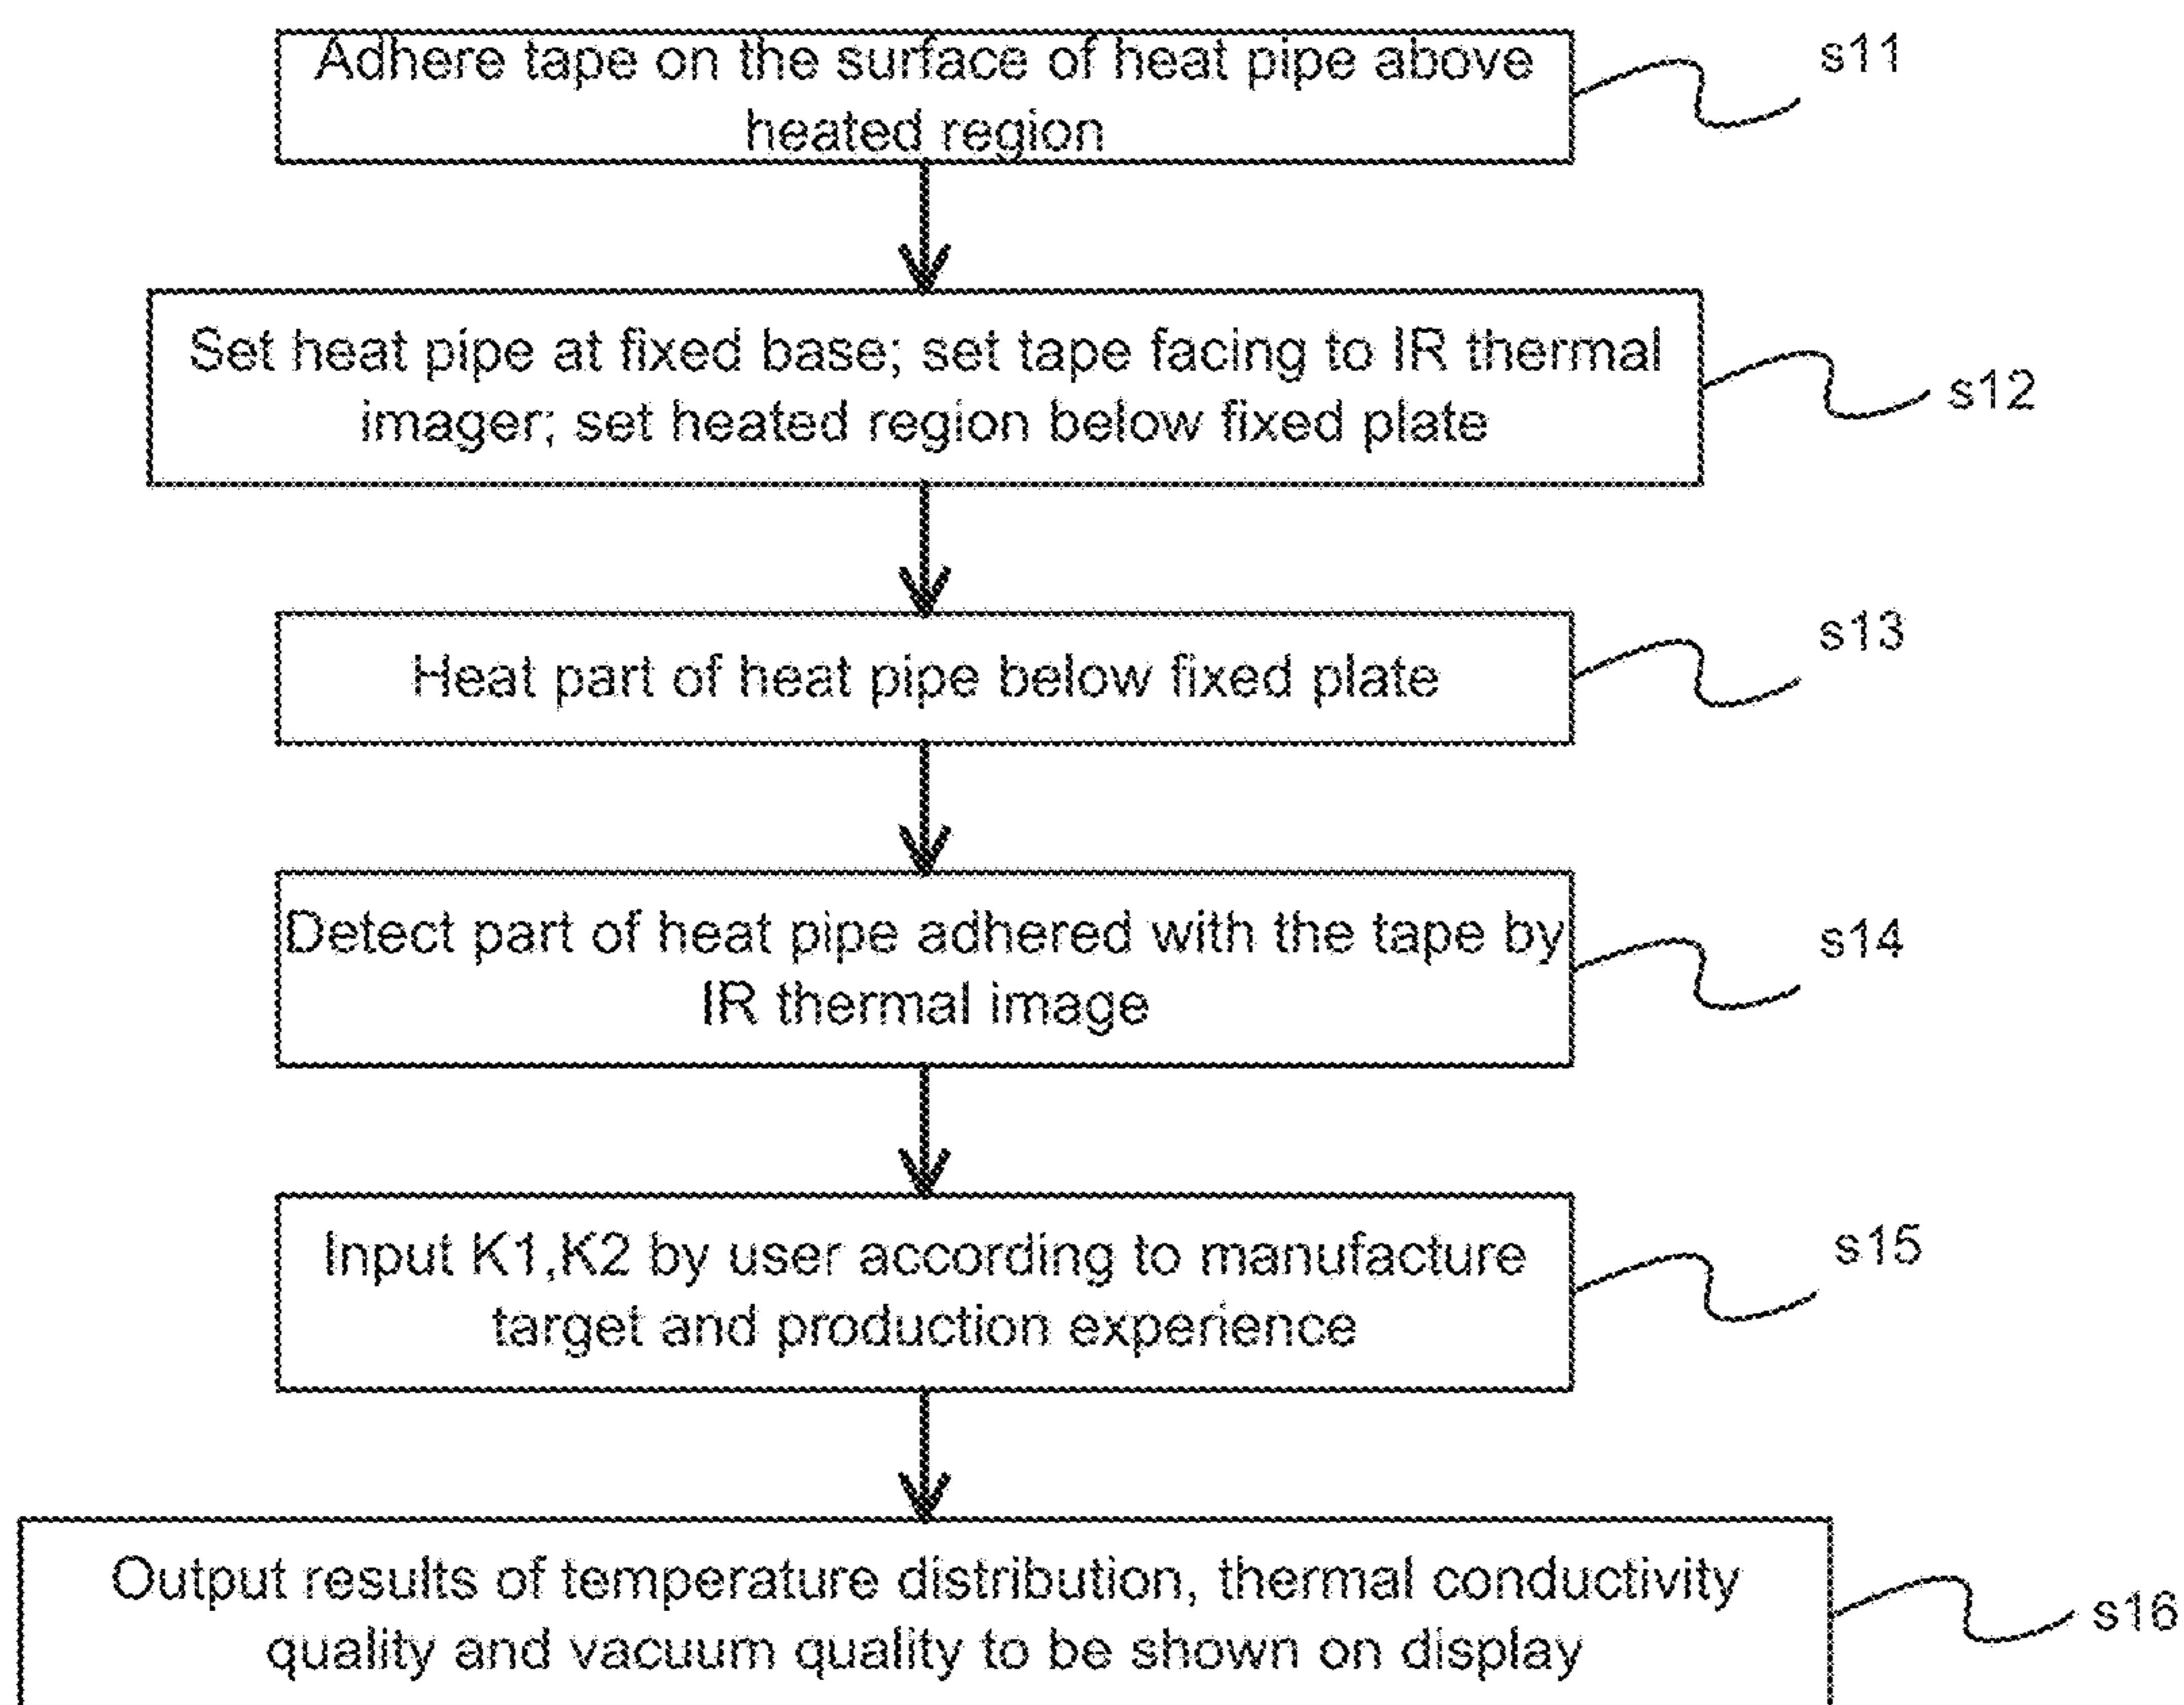 Adhere tape on the surface of heat pipe above
heated region
s11
Set heat pipe at fixed base; set tape facing to IR thermal
imager; set heated region below fixed plate
s12
Heat part of heat pipe below fixed plate
s13
Detect part of heat pipe adhered with the tape by
IR thermal image
s14
Input K1,K2 by user according to manufacture
target and production experience
s15
Output results of temperature distribution, thermal conductivity
quality and vacuum quality to be shown on display
s16